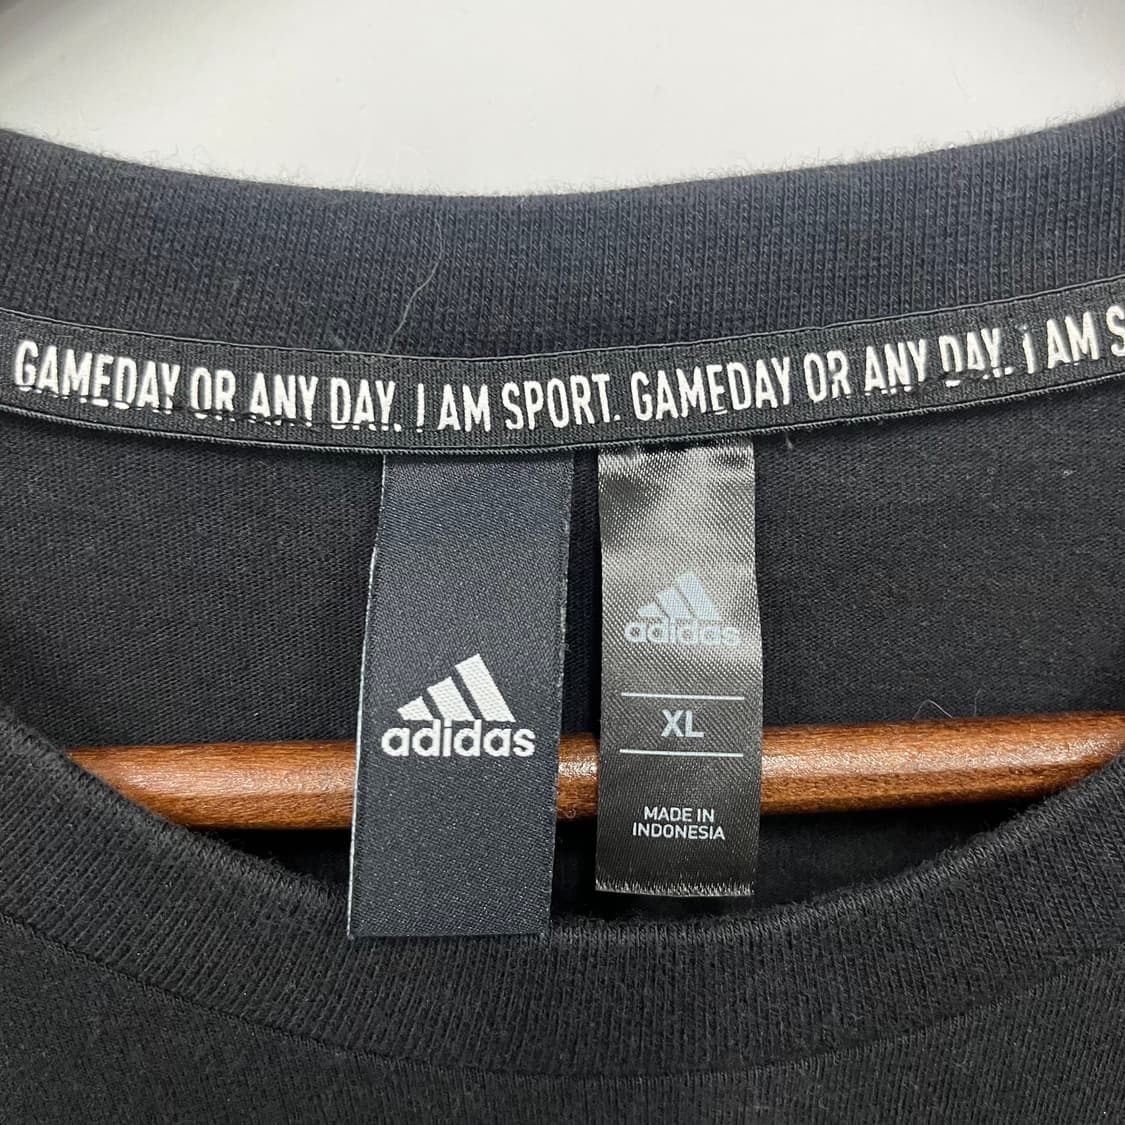 GAMEDAY OR ANY DAY. I AM SPORT. GAMEDAY OR ANY DAY. I AM S
adidas
adidas
XL
MADE IN
INDONESIA